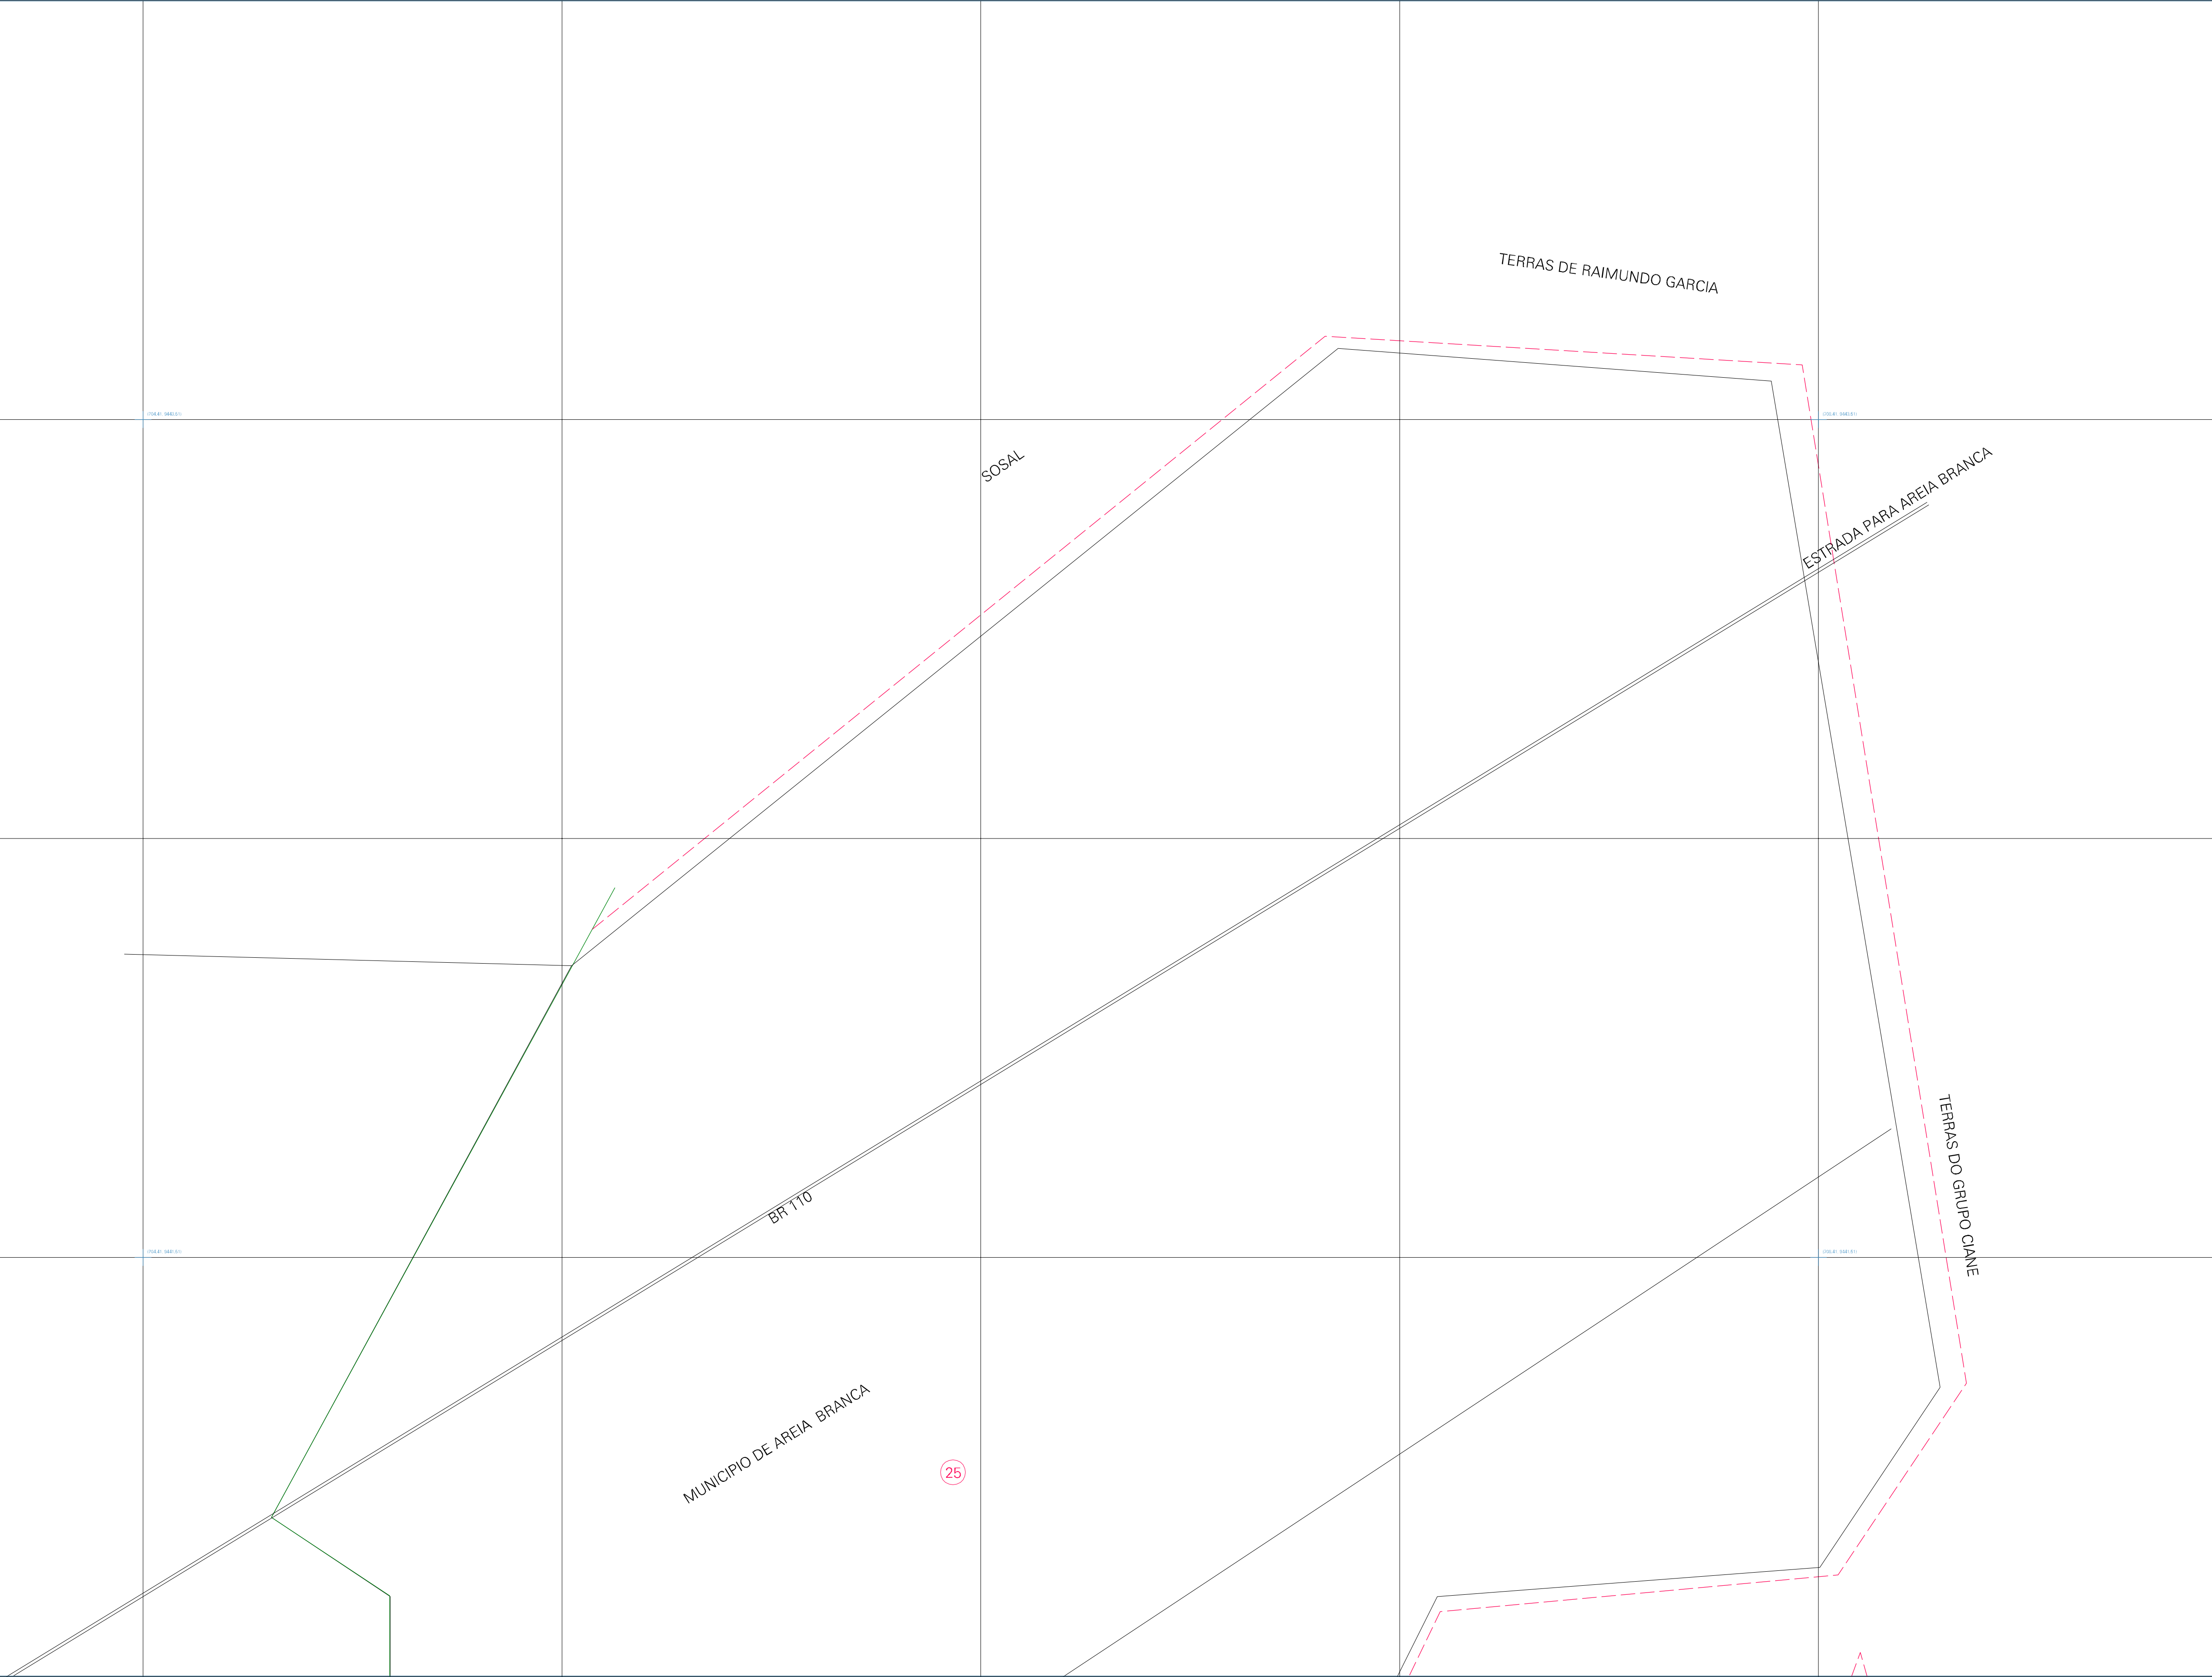 TERRAS DE RAIMUNDO GARCIA
SOSAL
ESTRADA PARA AREIA BRANCA
TERRAS DO GRUPO CIANE
BR 110
MUNICIPIO DE AREIA BRANCA
25